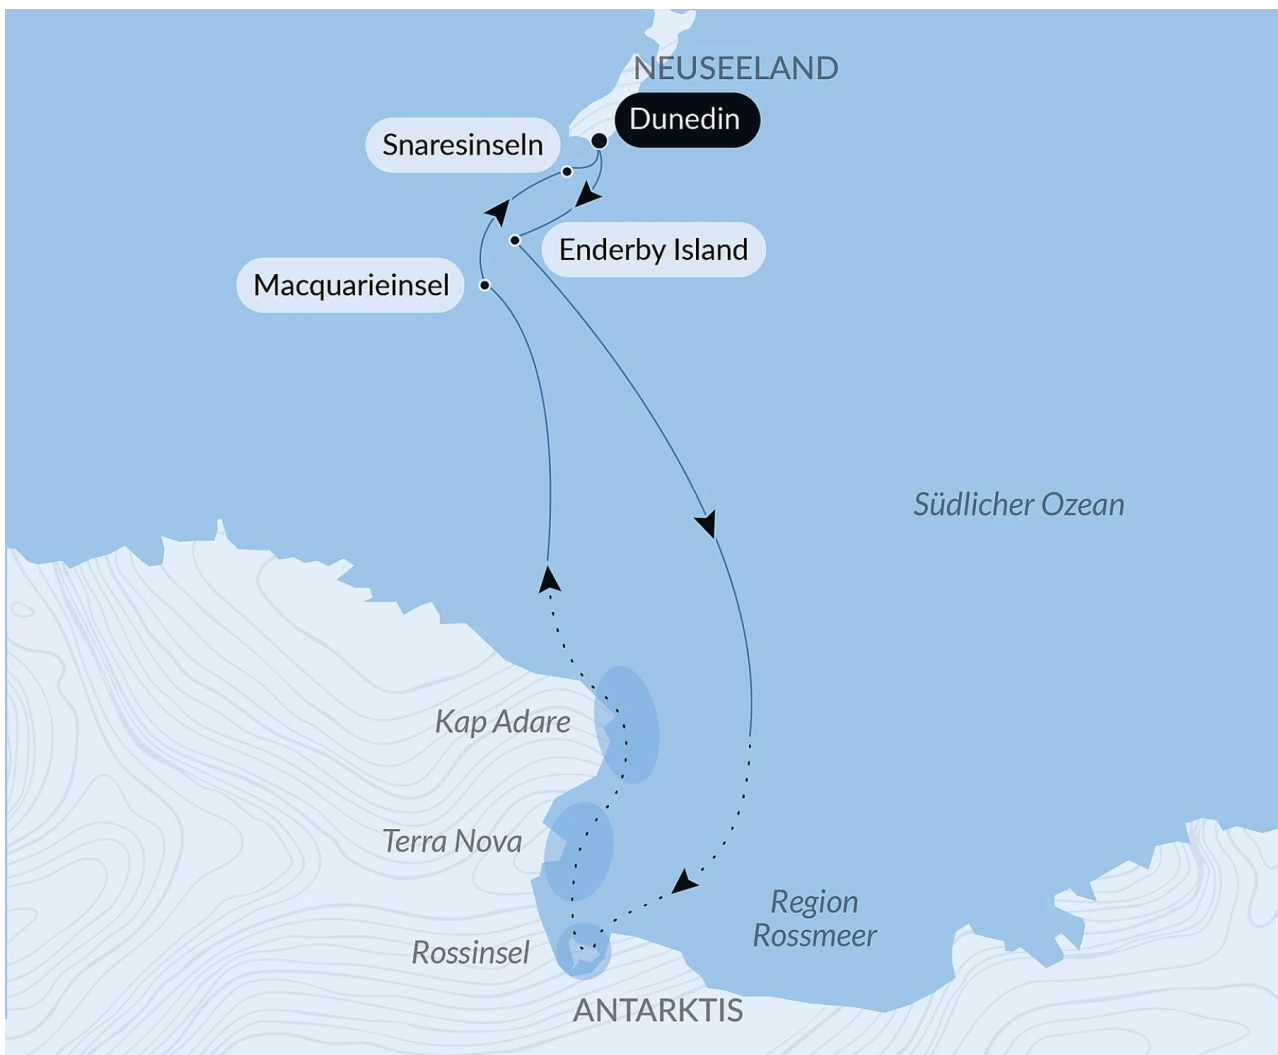 NEUSEELAND
Dunedin
Snaresinseln
Enderby Island
Macquarieinsel
Südlicher Ozean
Kap Adare
Terra Nova
Region
Rossmeer
Rossinsel
ANTARKTIS